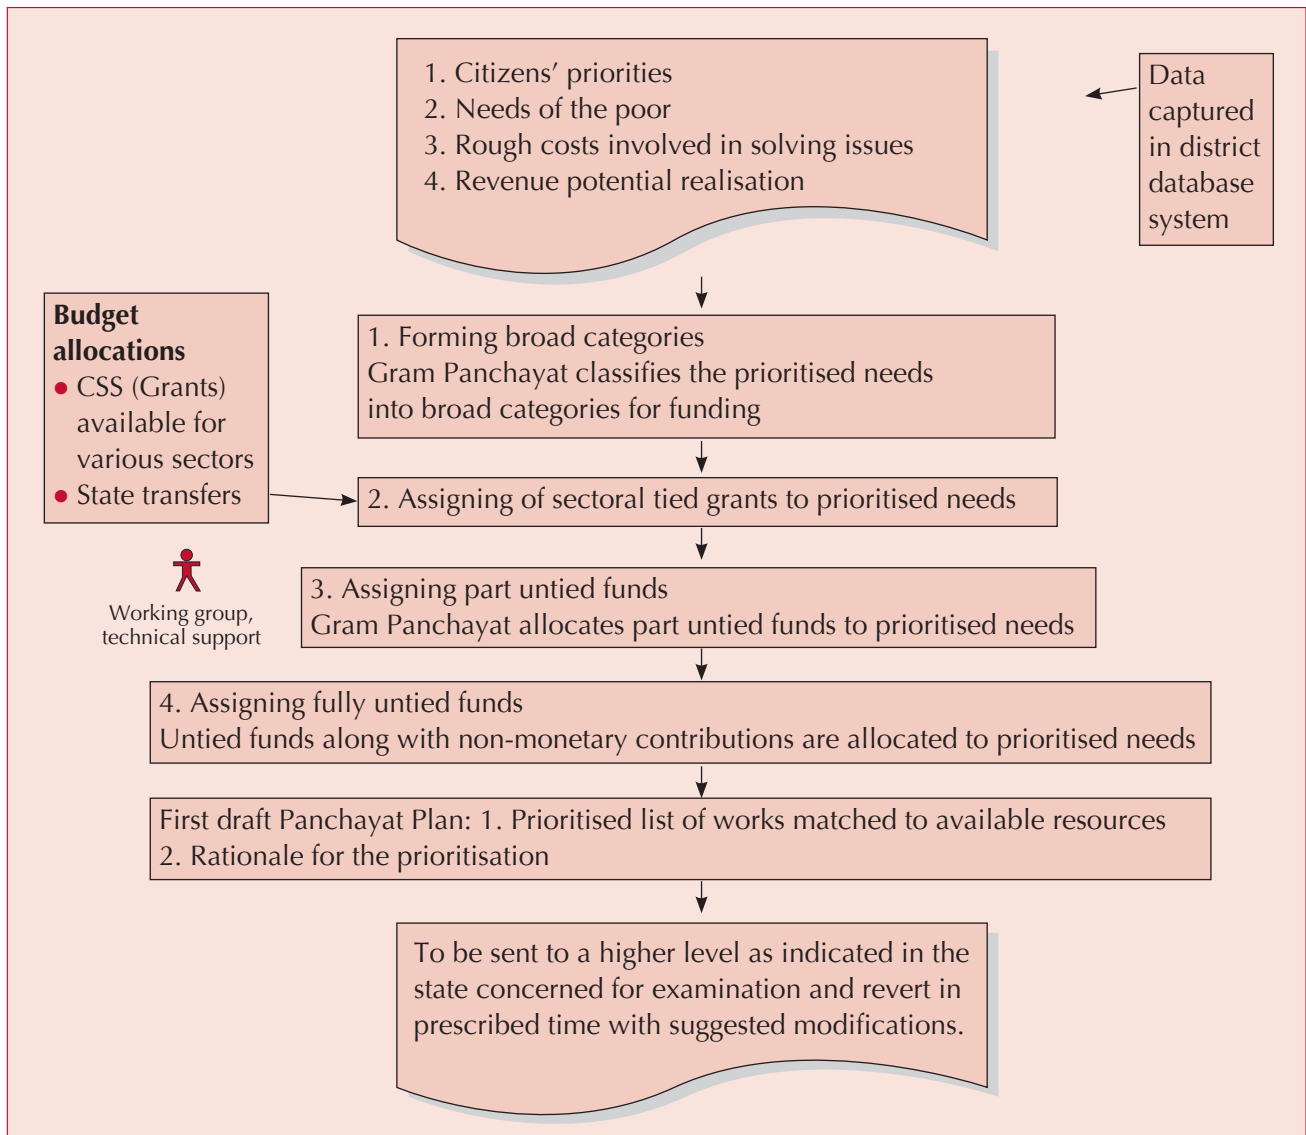 1. Citizens’ priorities
2. Needs of the poor
3. Rough costs involved in solving issues
4. Revenue potential realisation
Data
captured
in district
database
system
Budget
allocations
● CSS (Grants)
available for
various sectors
● State transfers
1. Forming broad categories
Gram Panchayat classifies the prioritised needs
into broad categories for funding
2. Assigning of sectoral tied grants to prioritised needs
Working group,
technical support
3. Assigning part untied funds
Gram Panchayat allocates part untied funds to prioritised needs
4. Assigning fully untied funds
Untied funds along with non-monetary contributions are allocated to prioritised needs
First draft Panchayat Plan: 1. Prioritised list of works matched to available resources
2. Rationale for the prioritisation
To be sent to a higher level as indicated in the
state concerned for examination and revert in
prescribed time with suggested modifications.